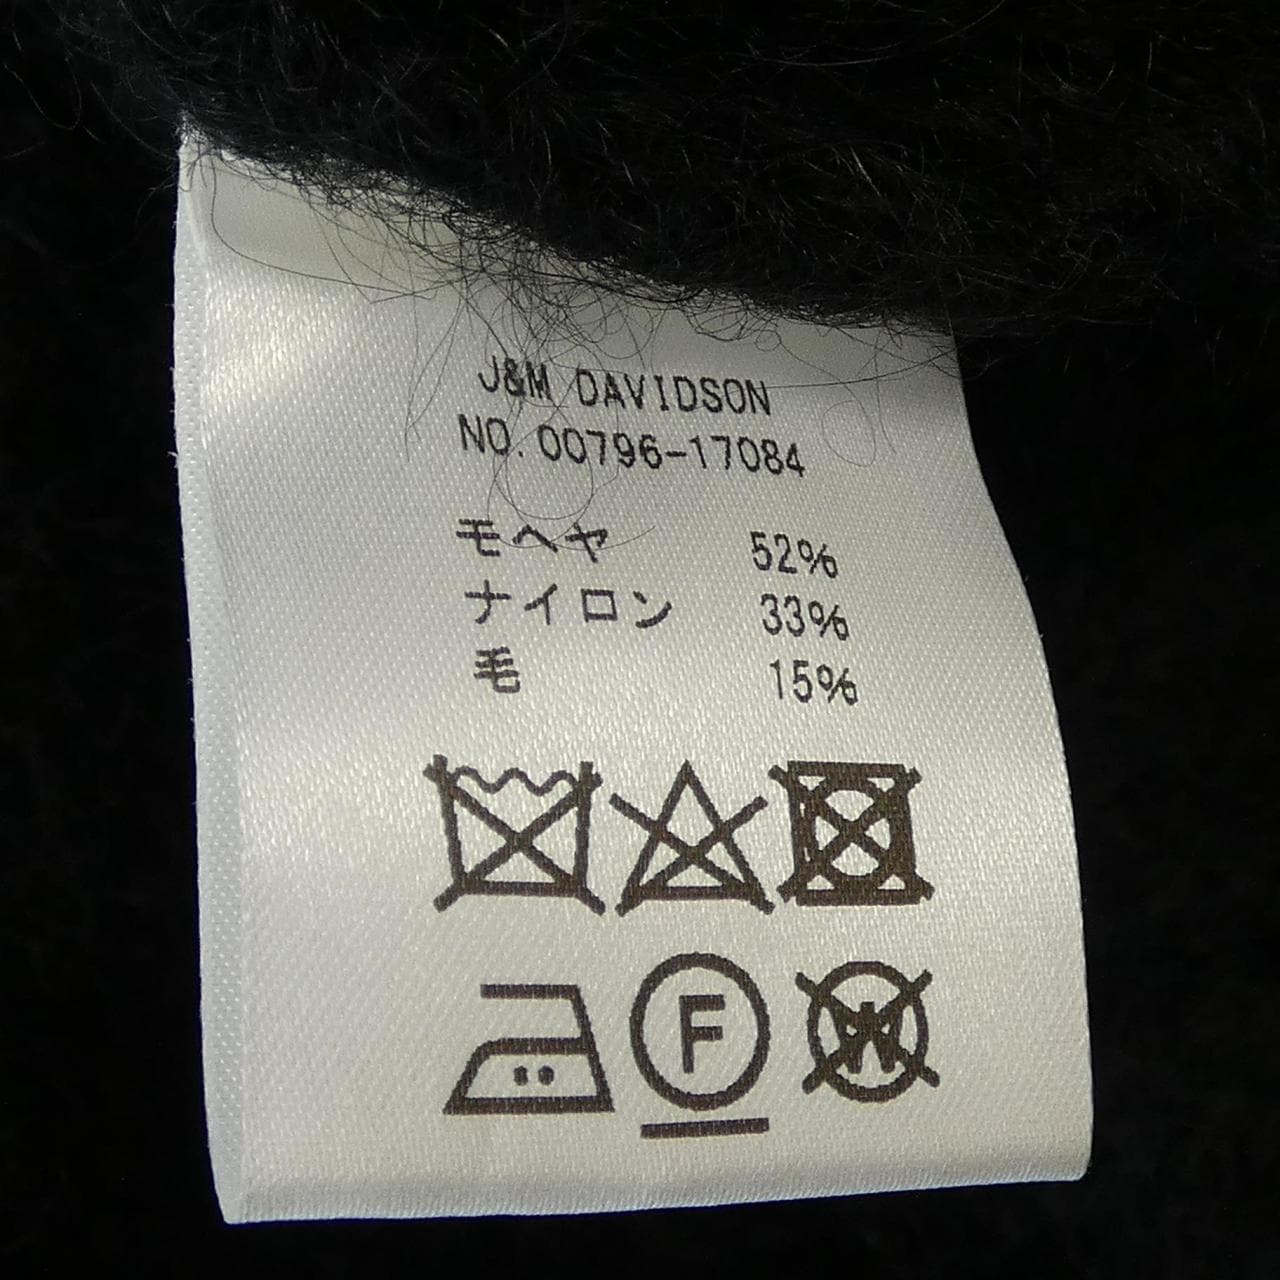 J&M DAVIDSON
NO.00796-17084
モヘヤ 52%
ナイロン 33%
毛 15%
F W